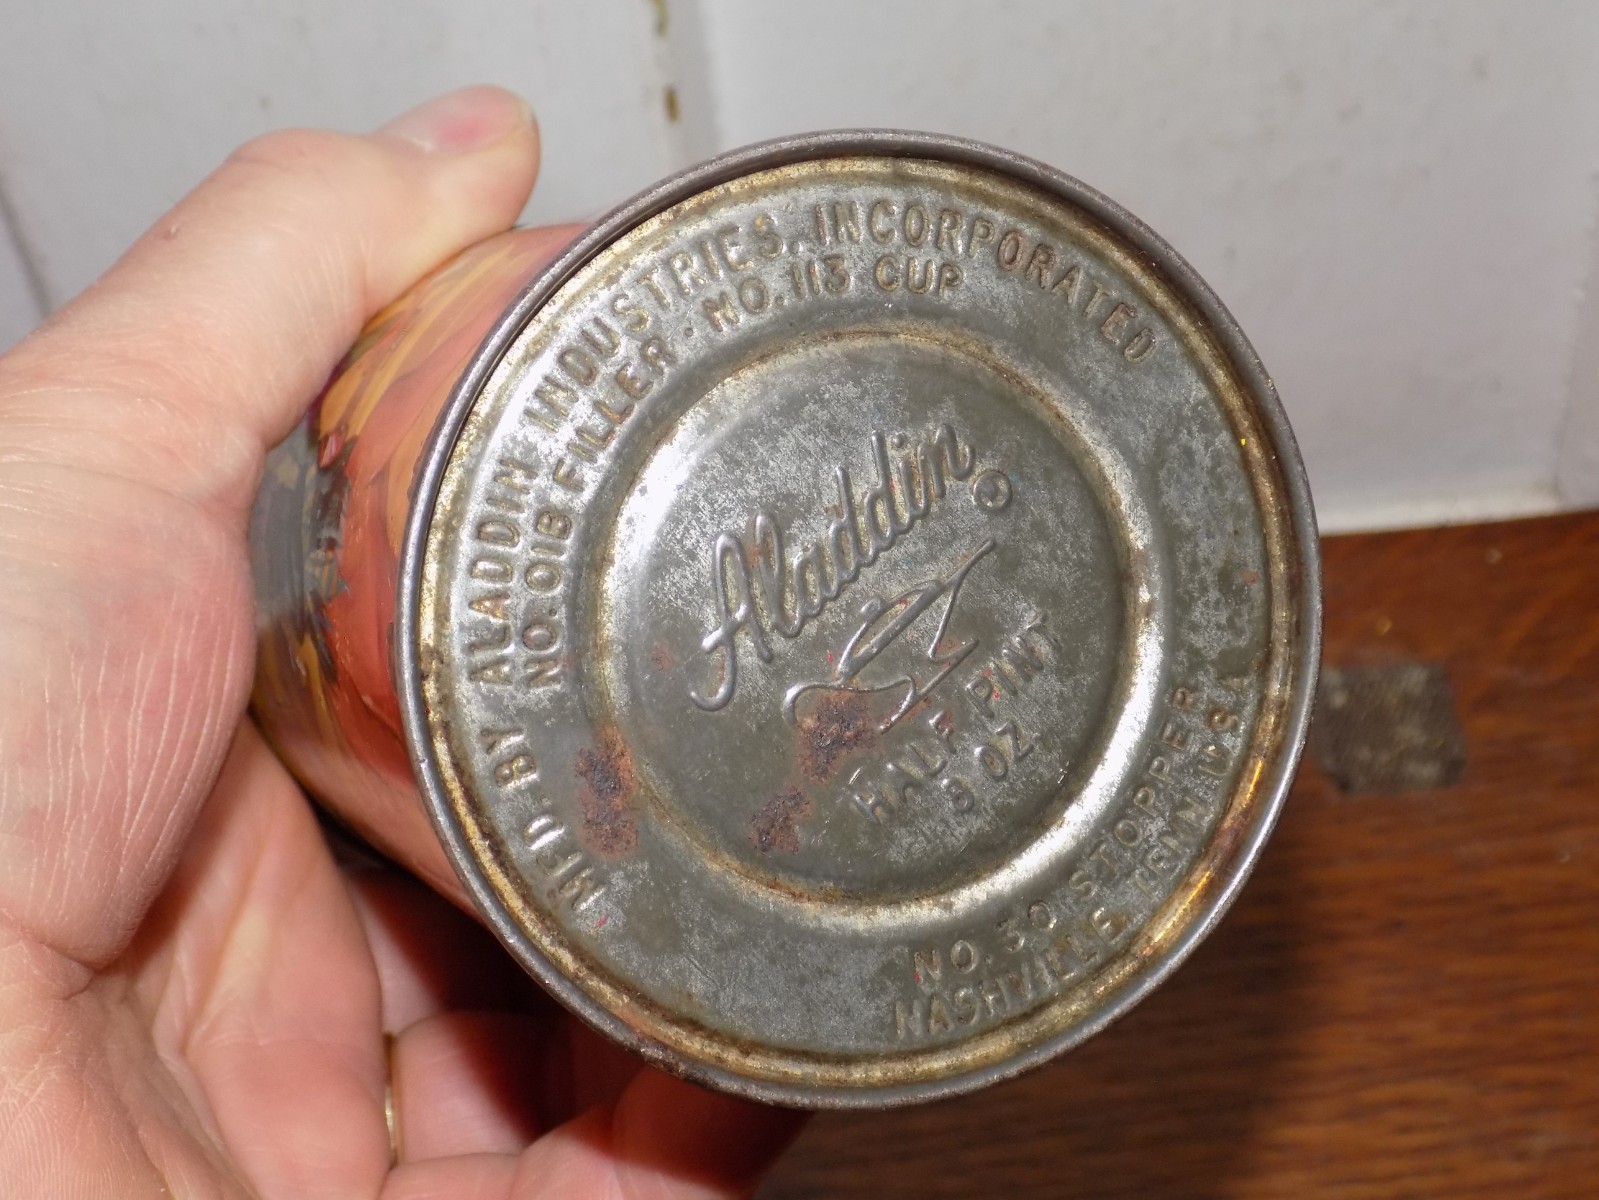 MFD. BY ALADDIN INDUSTRIES, INCORPORATED
NO. 01B FILLER · NO. 113 CUP
Aladdin ®
HALF PINT
8 OZ
NO. 30 STOPPER
NASHVILLE, TENN. U.S.A.